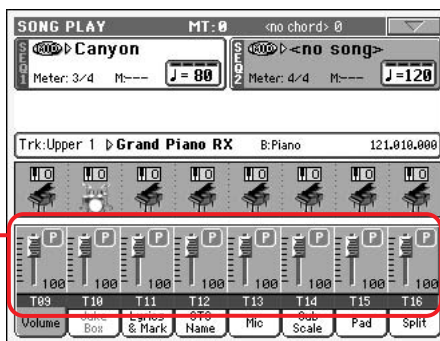 SONG PLAY MT:0 <no chord> 0
SEQ1 Canyon
Meter: 3/4 M:--- ♩= 80
SEQ2 <no song>
Meter: 4/4 M:--- ♩=120
Trk:Upper 1 Grand Piano RX B:Piano 121.010.000
P P P P P P P P
100 100 100 100 100 100 100 100
T09 T10 T11 T12 T13 T14 T15 T16
Volume Box Lyrics & Mark STS Name Mic Sub Scale Pad Split